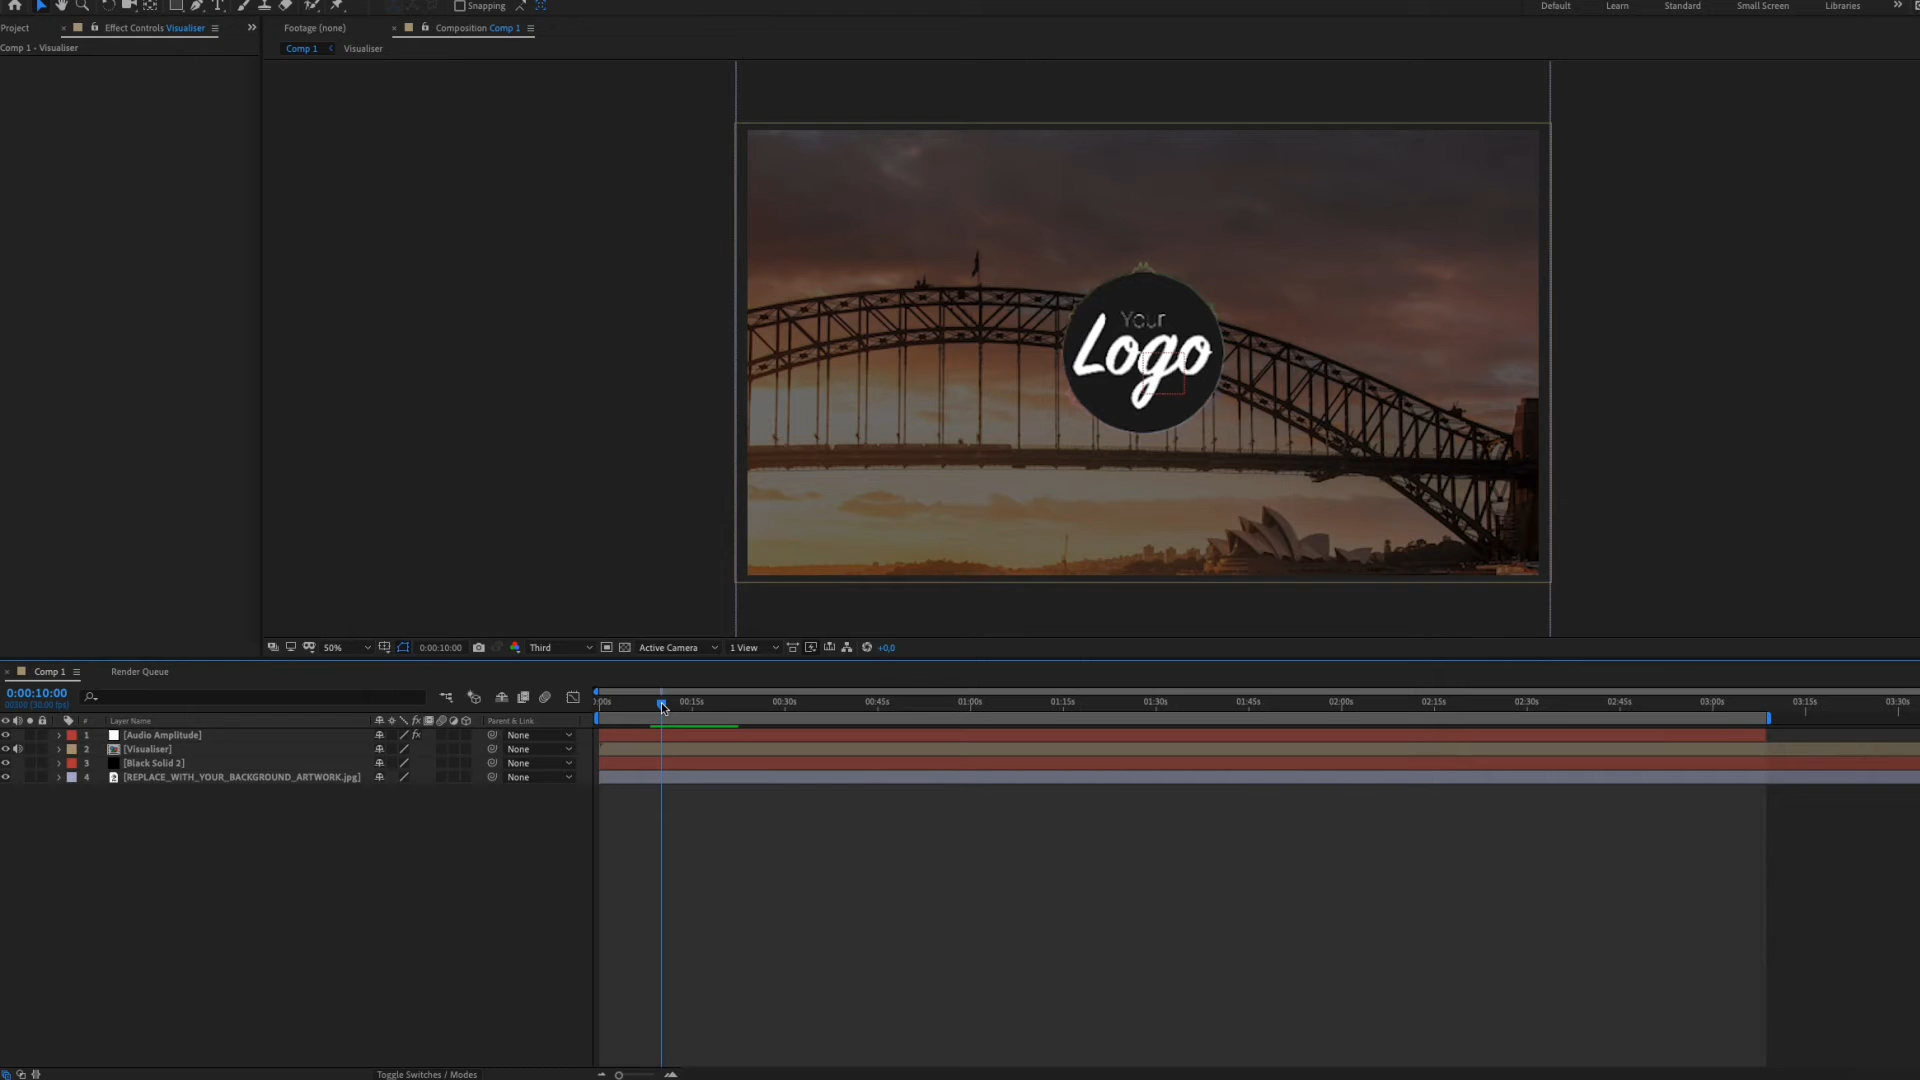 Snapping
Default
Learn
Standard
Small Screen
Libraries
Project
Effect Controls Visualiser
Footage (none)
Composition Comp 1
Comp 1 - Visualiser
Comp 1
Visualiser
Your
Logo
50%
0:00:10:00
Third
Active Camera
1 View
+0,0
Comp 1
Render Queue
0:00:10:00
00300 (30.00 fps)
):00s
00:15s
00:30s
00:45s
01:00s
01:15s
01:30s
01:45s
02:00s
02:15s
02:30s
02:45s
03:00s
03:15s
03:30s
#
Layer Name
Parent & Link
1
[Audio Amplitude]
None
2
[Visualiser]
None
3
[Black Solid 2]
None
4
[REPLACE_WITH_YOUR_BACKGROUND_ARTWORK.jpg]
None
Toggle Switches / Modes